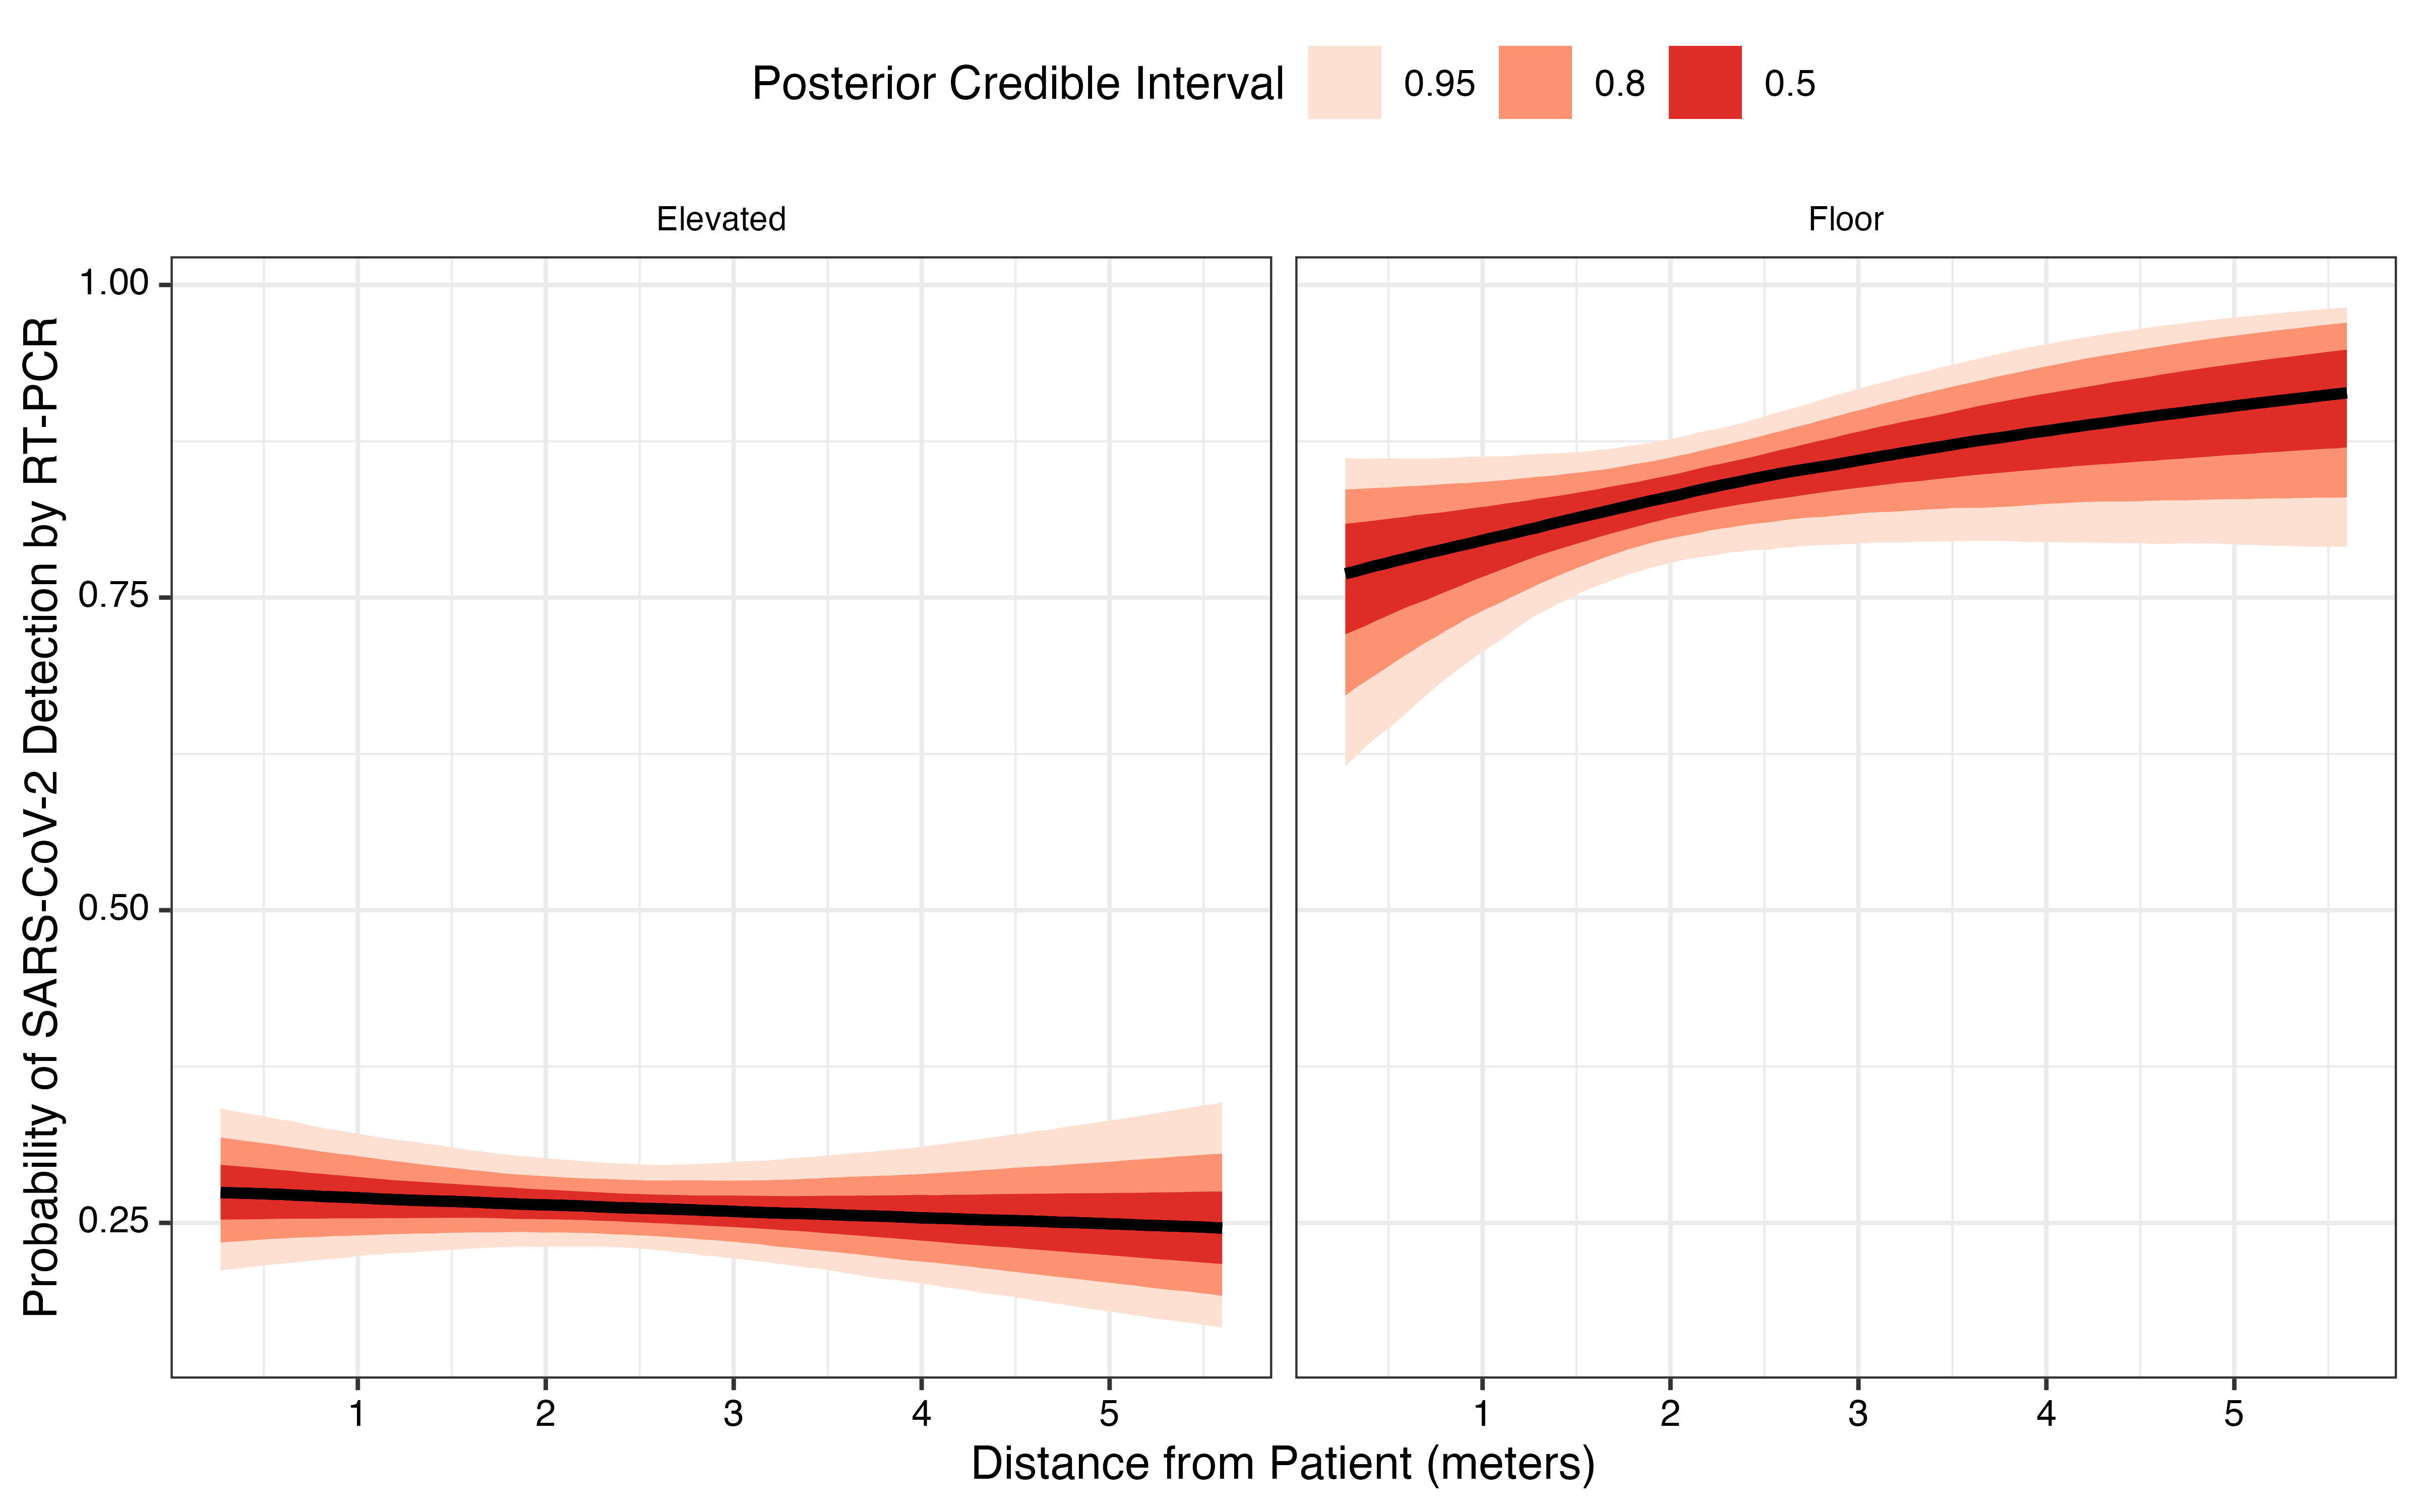 Posterior Credible Interval 0.95 0.8 0.5
Elevated
Floor
Probability of SARS-CoV-2 Detection by RT-PCR
1.00
0.75
0.50
0.25
1 2 3 4 5
1 2 3 4 5
Distance from Patient (meters)